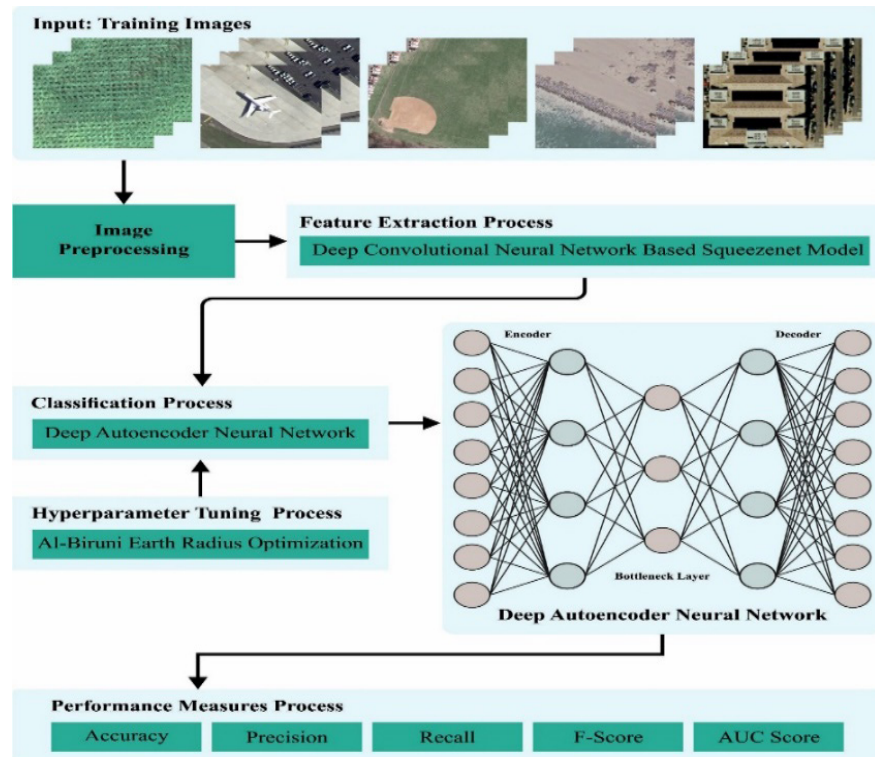 Input: Training Images
Image
Preprocessing
Feature Extraction Process
Deep Convolutional Neural Network Based Squeezenet Model
Encoder
Decoder
Classification Process
Deep Autoencoder Neural Network
Hyperparameter Tuning Process
Al-Biruni Earth Radius Optimization
Bottleneck Layer
Deep Autoencoder Neural Network
Performance Measures Process
Accuracy
Precision
Recall
F-Score
AUC Score